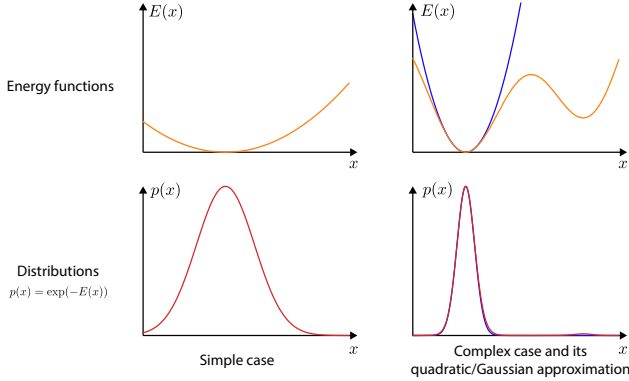 E(x)
E(x)
Energy functions
x
x
p(x)
p(x)
Distributions
p(x) = exp(−E(x))
x
x
Simple case
Complex case and its
quadratic/Gaussian approximation